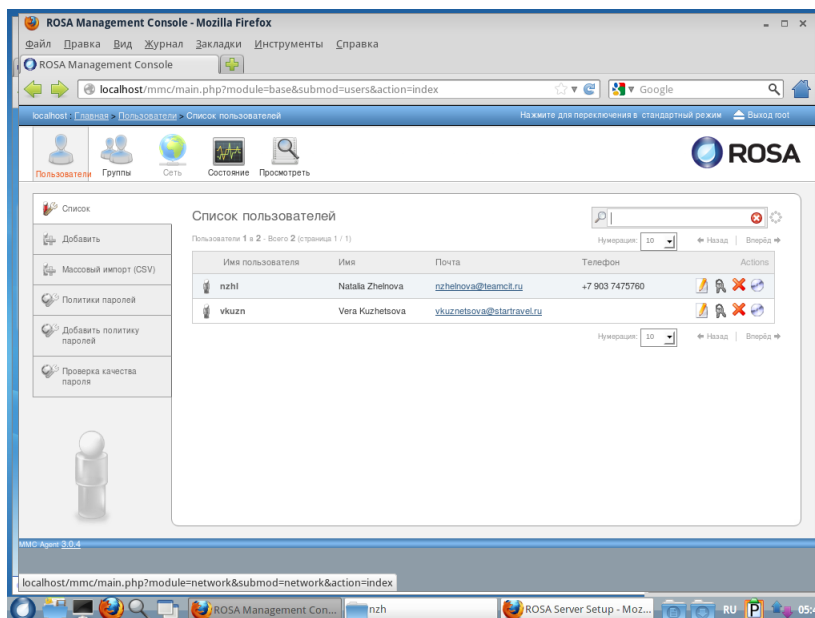 ROSA Management Console - Mozilla Firefox
Файл Правка Вид Журнал Закладки Инструменты Справка
ROSA Management Console
localhost/mmc/main.php?module=base&submod=users&action=index
Google
localhost : Главная > Пользователи > Список пользователей
Нажмите для переключения в стандартный режим
Выход root
Пользователи
Группы
Сеть
Состояние
Просмотреть
ROSA
Список
Добавить
Массовый импорт (CSV)
Политики паролей
Добавить политику
паролей
Проверка качества
пароля
Список пользователей
Пользователи 1 в 2 - Всего 2 (страница 1 / 1)
Нумерация: 10
Назад | Вперёд
Имя пользователя Имя Почта Телефон Actions
nzhl Natalia Zhelnova nzhelnova@teamcit.ru +7 903 7475760
vkuzn Vera Kuzhetsova vkuznetsova@startravel.ru
Нумерация: 10
Назад | Вперёд
MMC Agent 3.0.4
localhost/mmc/main.php?module=network&submod=network&action=index
ROSA Management Con...
nzh
ROSA Server Setup - Moz...
RU
P